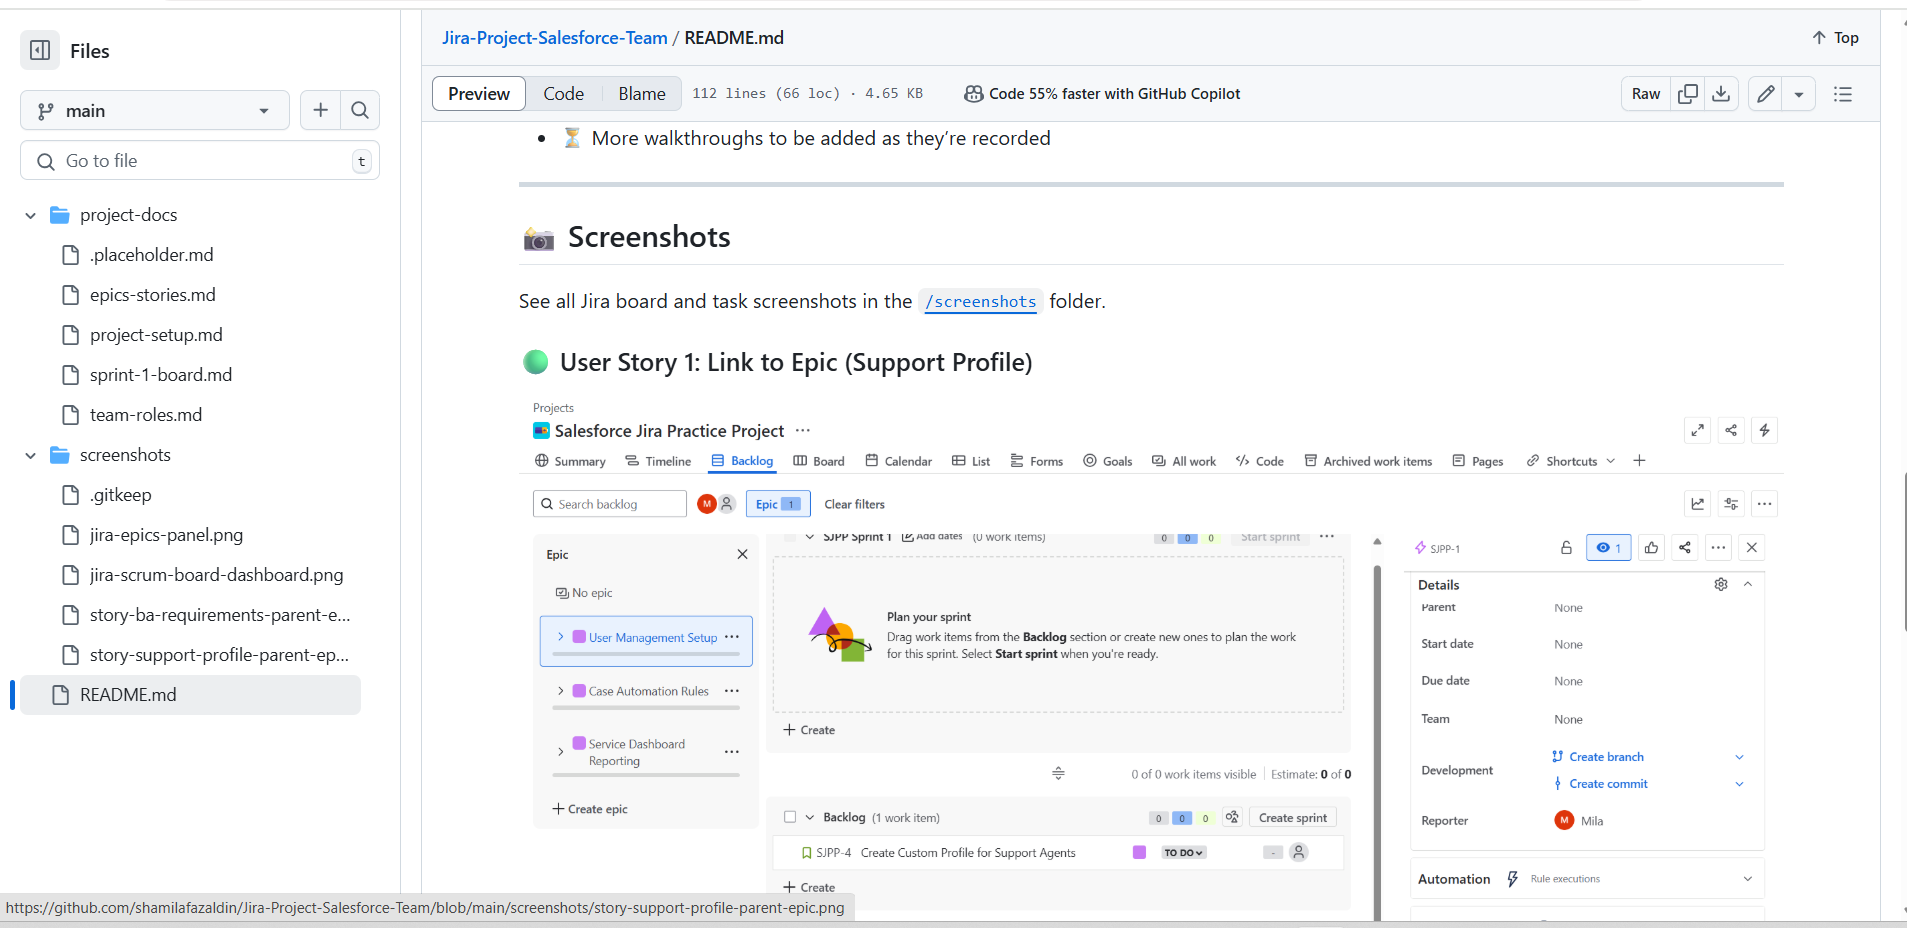 Files
main
Go to file
t
project-docs
.placeholder.md
epics-stories.md
project-setup.md
sprint-1-board.md
team-roles.md
screenshots
.gitkeep
jira-epics-panel.png
jira-scrum-board-dashboard.png
story-ba-requirements-parent-e...
story-support-profile-parent-ep...
README.md
Jira-Project-Salesforce-Team / README.md
Top
Preview Code Blame 112 lines (66 loc) · 4.65 KB Code 55% faster with GitHub Copilot Raw
• ⏳ More walkthroughs to be added as they’re recorded
📸 Screenshots
See all Jira board and task screenshots in the /screenshots folder.
🟢 User Story 1: Link to Epic (Support Profile)
Projects
Salesforce Jira Practice Project ···
Summary Timeline Backlog Board Calendar List Forms Goals All work Code Archived work items Pages Shortcuts
Search backlog M Epic 1 Clear filters
Epic
No epic
User Management Setup
Case Automation Rules
Service Dashboard
Reporting
Create epic
SJPP Sprint 1 Add dates (0 work items) 0 0 0 Start sprint
Plan your sprint
Drag work items from the Backlog section or create new ones to plan the work
for this sprint. Select Start sprint when you're ready.
Create
0 of 0 work items visible Estimate: 0 of 0
Backlog (1 work item) 0 0 0 Create sprint
SJPP-4 Create Custom Profile for Support Agents TO DO -
Create
SJPP-1 1
Details
Parent None
Start date None
Due date None
Team None
Development Create branch
Create commit
Reporter M Mila
Automation Rule executions
https://github.com/shamilafazaldin/Jira-Project-Salesforce-Team/blob/main/screenshots/story-support-profile-parent-epic.png